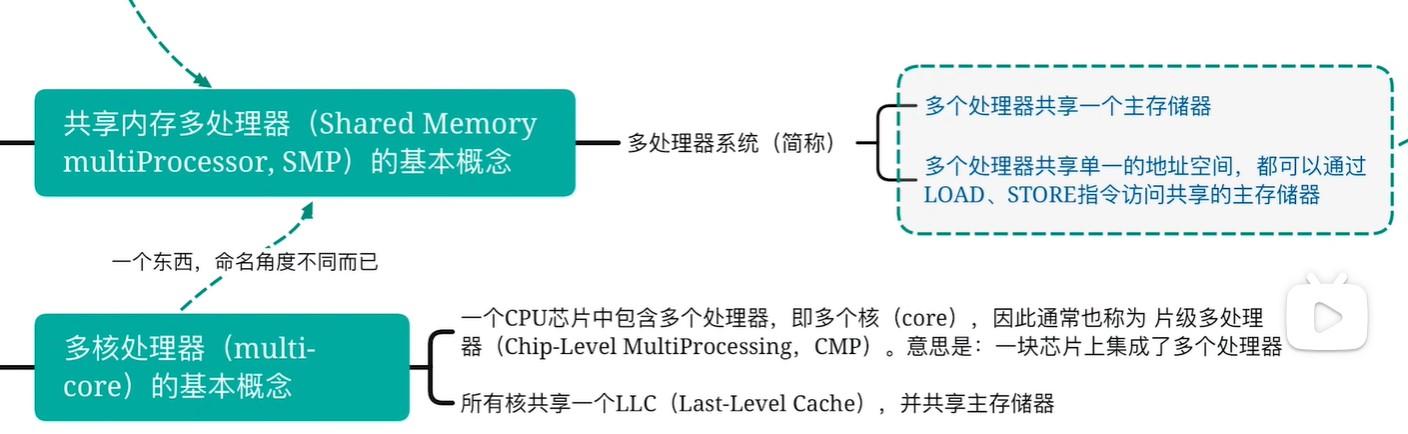 共享内存多处理器（Shared Memory
multiProcessor, SMP）的基本概念
多处理器系统（简称）
多个处理器共享一个主存储器
多个处理器共享单一的地址空间，都可以通过
LOAD、STORE指令访问共享的主存储器
一个东西，命名角度不同而已
多核处理器（multi-
core）的基本概念
一个CPU芯片中包含多个处理器，即多个核（core），因此通常也称为 片级多处理
器（Chip-Level MultiProcessing，CMP）。意思是：一块芯片上集成了多个处理器
所有核共享一个LLC（Last-Level Cache），并共享主存储器